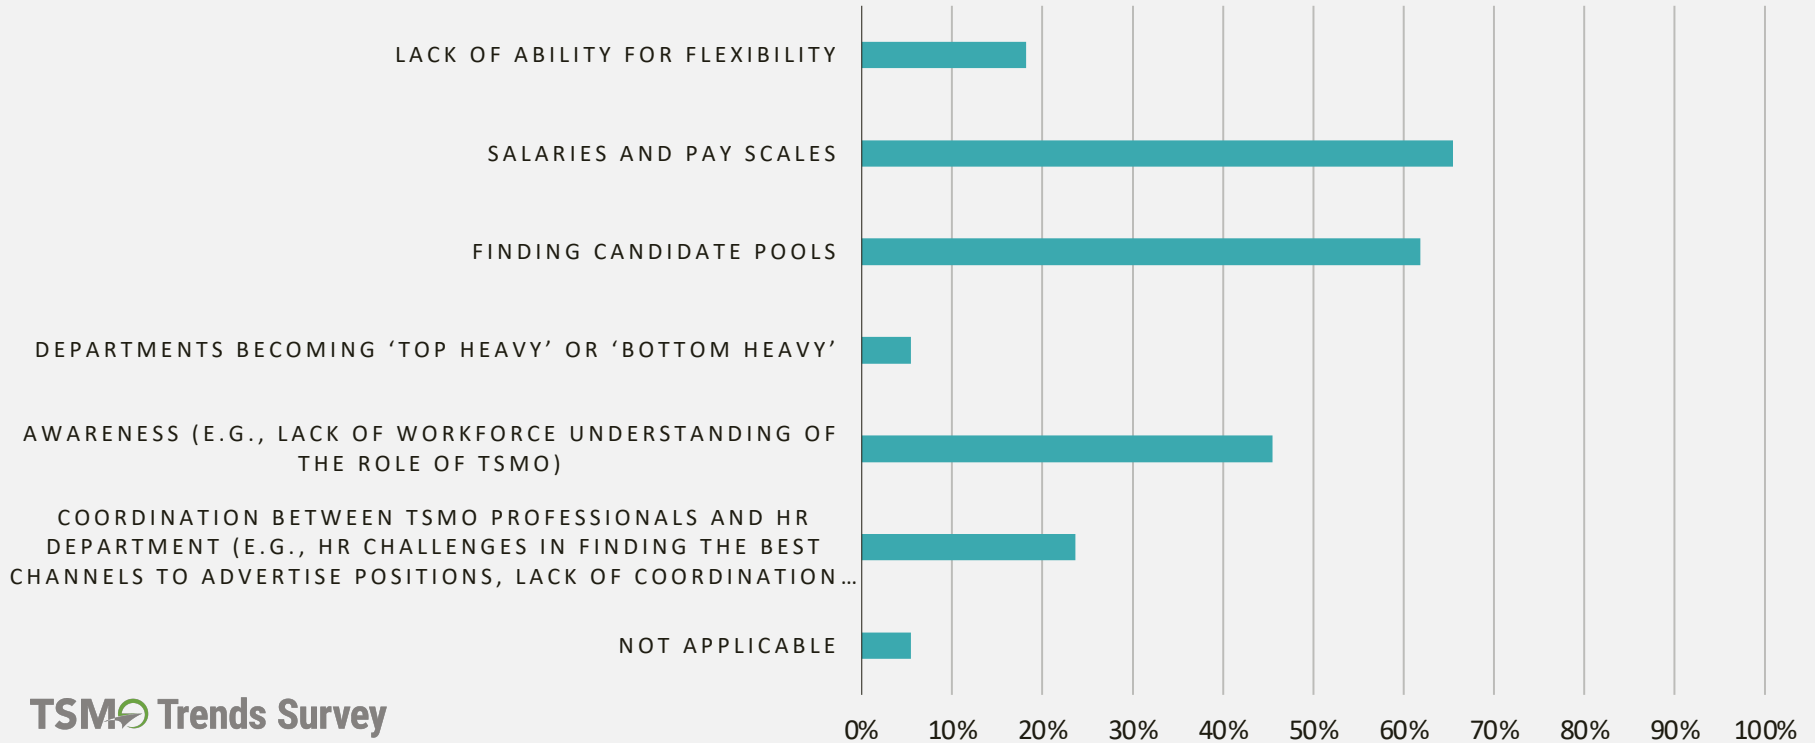 LACK OF ABILITY FOR FLEXIBILITY
SALARIES AND PAY SCALES
FINDING CANDIDATE POOLS
DEPARTMENTS BECOMING ‘TOP HEAVY’ OR ‘BOTTOM HEAVY’
AWARENESS (E.G., LACK OF WORKFORCE UNDERSTANDING OF
THE ROLE OF TSMO)
COORDINATION BETWEEN TSMO PROFESSIONALS AND HR
DEPARTMENT (E.G., HR CHALLENGES IN FINDING THE BEST
CHANNELS TO ADVERTISE POSITIONS, LACK OF COORDINATION…
NOT APPLICABLE
0% 10% 20% 30% 40% 50% 60% 70% 80% 90% 100%
TSMO Trends Survey